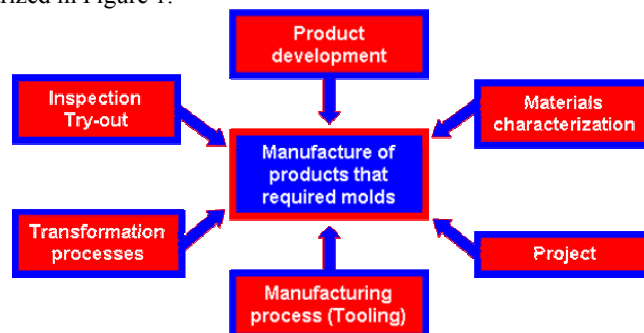 rized in Figure 1.
Product
development
Inspection
Try-out
Materials
characterization
Manufacture of
products that
required molds
Transformation
processes
Project
Manufacturing
process (Tooling)